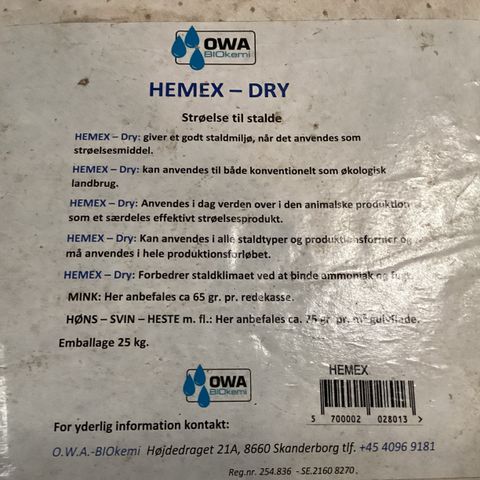 OWA
BIOkemi
HEMEX – DRY
Strøelse til stalde
HEMEX – Dry: giver et godt staldmiljø, når det anvendes som
strøelsesmiddel.
HEMEX – Dry: kan anvendes til både konventionelt som økologisk
landbrug.
HEMEX – Dry: Anvendes i dag verden over i den animalske produktion
som et særdeles effektivt strøelsesprodukt.
HEMEX – Dry: Kan anvendes i alle staldtyper og produktionsformer og
må anvendes i hele produktionsforløbet.
HEMEX – Dry: Forbedrer staldklimaet ved at binde ammoniak og
MINK: Her anbefales ca 65 gr. pr. redekasse.
HØNS – SVIN – HESTE m. fl.: Her anbefales ca. 75 gr. pr. m² gulvflade.
Emballage 25 kg.
OWA
BIOkemi
HEMEX
5 700002 028013 >
For yderlig information kontakt:
O.W.A.-BIOkemi Højdedraget 21A, 8660 Skanderborg tlf. +45 4096 9181
Reg.nr. 254.836 - SE.2160 8270 .